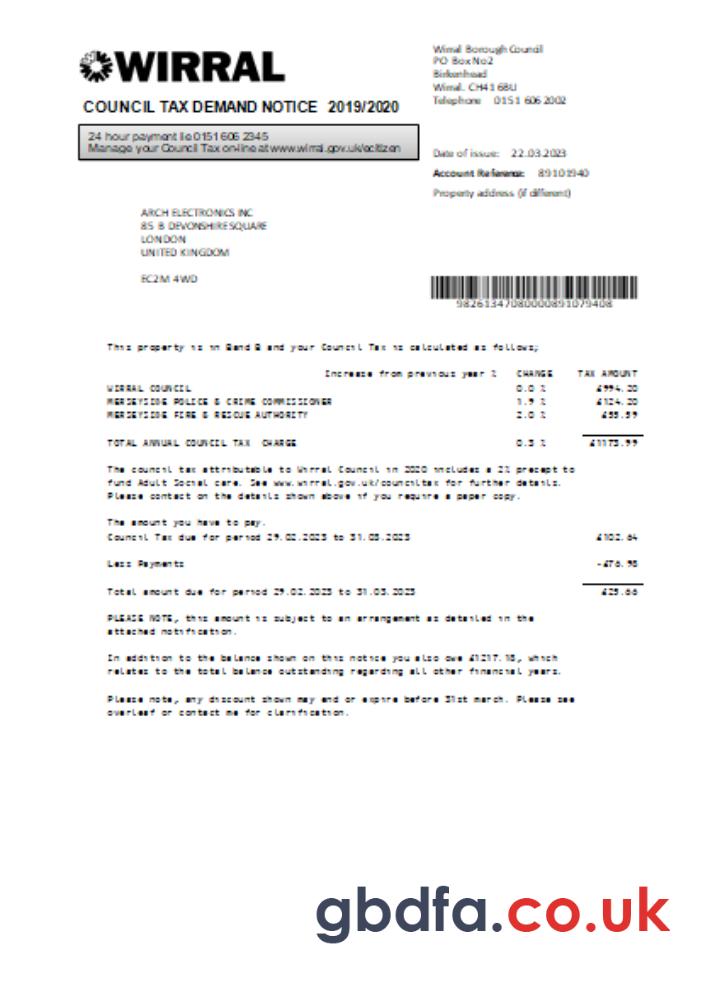 WIRRAL
COUNCIL TAX DEMAND NOTICE 2019/2020
24 hour payment lie 0151 606 2345
Manage your Council Tax on-line at www.wirral.gov.uk/ecitizen
Wirral Borough Council
PO Box No2
Birkenhead
Wirral. CH41 6BU
Telephone 0151 606 2002
Date of issue: 22.03.2023
Account Reference: 89101940
Property address (if different)
ARCH ELECTRONICS INC
85 B DEVONSHIRE SQUARE
LONDON
UNITED KINGDOM
EC2M 4WD
This property is in Band B and your Council Tax is calculated as follows;
Increase from previous year % CHANGE TAX AMOUNT
WIRRAL COUNCIL 0.0 % £994.20
MERSEYSIDE POLICE & CRIME COMMISSIONER 1.9 % £124.20
MERSEYSIDE FIRE & RESCUE AUTHORITY 2.0 %
TOTAL ANNUAL COUNCIL TAX CHARGE 0.3 %
The council tax attributable to Wirral Council in 2020 includes a 2% precept to
fund Adult Social care. See www.wirral.gov.uk/counciltax for further details.
Please contact on the details shown above if you require a paper copy.
The amount you have to pay.
Council Tax due for period 29.02.2023 to 31.03.2023 £102.64
Less Payments -£76.98
Total amount due for period 29.02.2023 to 31.03.2023 £25.66
PLEASE NOTE, this amount is subject to an arrangement as detailed in the
attached notification.
In addition to the balance shown on this notice you also owe £1217.18, which
relates to the total balance outstanding regarding all other financial years.
Please note, any discount shown may end or expire before 31st march. Please see
overleaf or contact me for clarification.
gbdfa.co.uk